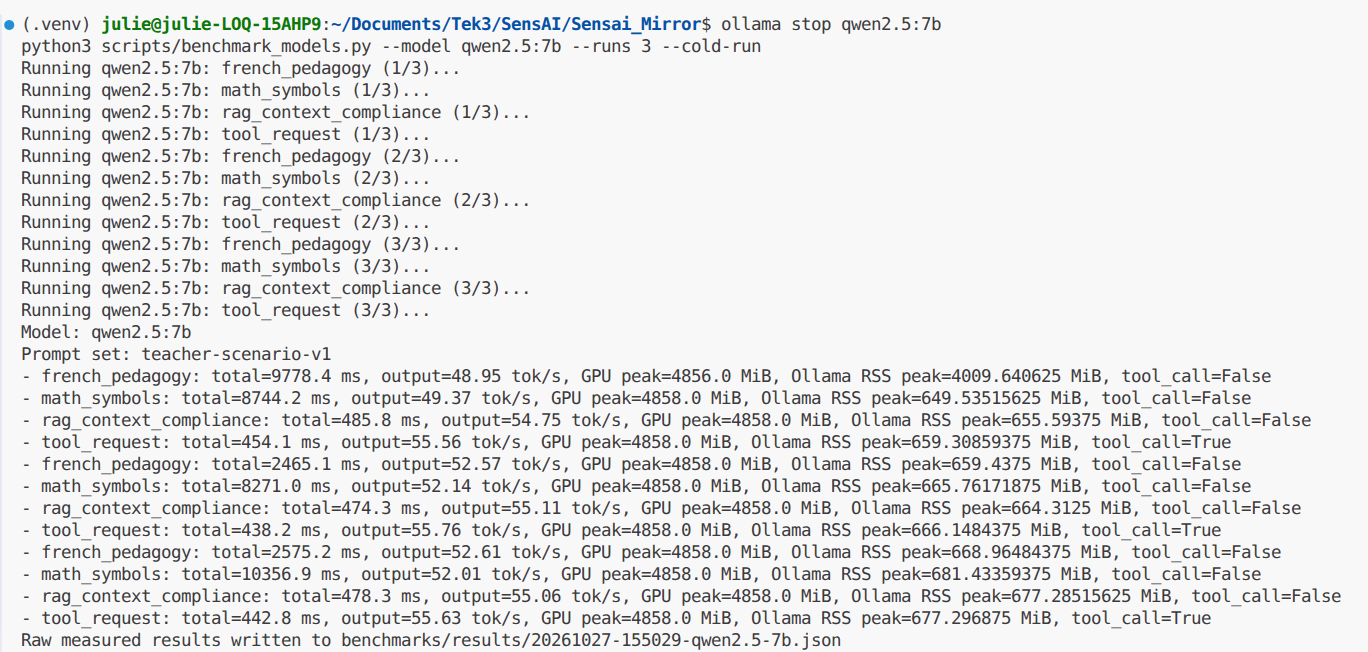 (.venv) julie@julie-LOQ-15AHP9:~/Documents/Tek3/SensAI/Sensai_Mirror$ ollama stop qwen2.5:7b
python3 scripts/benchmark_models.py --model qwen2.5:7b --runs 3 --cold-run
Running qwen2.5:7b: french_pedagogy (1/3)...
Running qwen2.5:7b: math_symbols (1/3)...
Running qwen2.5:7b: rag_context_compliance (1/3)...
Running qwen2.5:7b: tool_request (1/3)...
Running qwen2.5:7b: french_pedagogy (2/3)...
Running qwen2.5:7b: math_symbols (2/3)...
Running qwen2.5:7b: rag_context_compliance (2/3)...
Running qwen2.5:7b: tool_request (2/3)...
Running qwen2.5:7b: french_pedagogy (3/3)...
Running qwen2.5:7b: math_symbols (3/3)...
Running qwen2.5:7b: rag_context_compliance (3/3)...
Running qwen2.5:7b: tool_request (3/3)...
Model: qwen2.5:7b
Prompt set: teacher-scenario-v1
- french_pedagogy: total=9778.4 ms, output=48.95 tok/s, GPU peak=4856.0 MiB, Ollama RSS peak=4009.640625 MiB, tool_call=False
- math_symbols: total=8744.2 ms, output=49.37 tok/s, GPU peak=4858.0 MiB, Ollama RSS peak=649.53515625 MiB, tool_call=False
- rag_context_compliance: total=485.8 ms, output=54.75 tok/s, GPU peak=4858.0 MiB, Ollama RSS peak=655.59375 MiB, tool_call=False
- tool_request: total=454.1 ms, output=55.56 tok/s, GPU peak=4858.0 MiB, Ollama RSS peak=659.30859375 MiB, tool_call=True
- french_pedagogy: total=2465.1 ms, output=52.57 tok/s, GPU peak=4858.0 MiB, Ollama RSS peak=659.4375 MiB, tool_call=False
- math_symbols: total=8271.0 ms, output=52.14 tok/s, GPU peak=4858.0 MiB, Ollama RSS peak=665.76171875 MiB, tool_call=False
- rag_context_compliance: total=474.3 ms, output=55.11 tok/s, GPU peak=4858.0 MiB, Ollama RSS peak=664.3125 MiB, tool_call=False
- tool_request: total=438.2 ms, output=55.76 tok/s, GPU peak=4858.0 MiB, Ollama RSS peak=666.1484375 MiB, tool_call=True
- french_pedagogy: total=2575.2 ms, output=52.61 tok/s, GPU peak=4858.0 MiB, Ollama RSS peak=668.96484375 MiB, tool_call=False
- math_symbols: total=10356.9 ms, output=52.01 tok/s, GPU peak=4858.0 MiB, Ollama RSS peak=681.43359375 MiB, tool_call=False
- rag_context_compliance: total=478.3 ms, output=55.06 tok/s, GPU peak=4858.0 MiB, Ollama RSS peak=677.28515625 MiB, tool_call=False
- tool_request: total=442.8 ms, output=55.63 tok/s, GPU peak=4858.0 MiB, Ollama RSS peak=677.296875 MiB, tool_call=True
Raw measured results written to benchmarks/results/20261027-155029-qwen2.5-7b.json